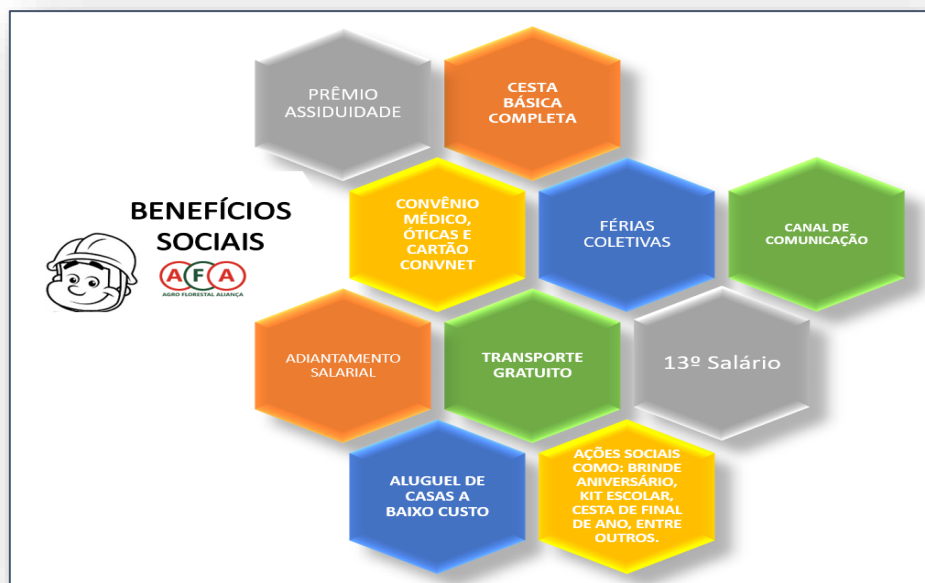 PRÊMIO
ASSIDUIDADE
CESTA
BÁSICA
COMPLETA
BENEFÍCIOS
SOCIAIS
AFA
AGRO FLORESTAL ALIANÇA
CONVÊNIO
MÉDICO,
ÓTICAS E
CARTÃO
CONVNET
FÉRIAS
COLETIVAS
CANAL DE
COMUNICAÇÃO
ADIANTAMENTO
SALARIAL
TRANSPORTE
GRATUITO
13º Salário
ALUGUEL DE
CASAS A
BAIXO CUSTO
AÇÕES SOCIAIS
COMO: BRINDE
ANIVERSÁRIO,
KIT ESCOLAR,
CESTA DE FINAL
DE ANO, ENTRE
OUTROS.